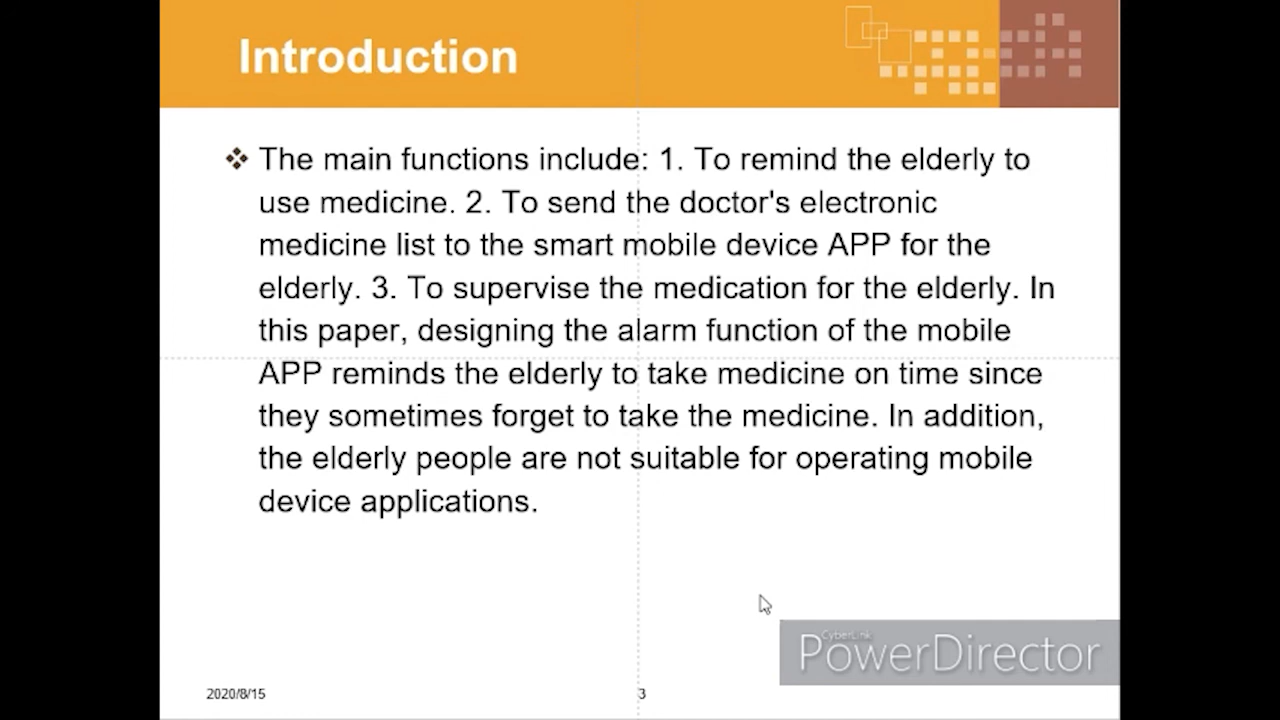 Introduction
The main functions include: 1. To remind the elderly to
use medicine. 2. To send the doctor's electronic
medicine list to the smart mobile device APP for the
elderly. 3. To supervise the medication for the elderly. In
this paper, designing the alarm function of the mobile
APP reminds the elderly to take medicine on time since
they sometimes forget to take the medicine. In addition,
the elderly people are not suitable for operating mobile
device applications.
CyberLink
PowerDirector
2020/8/15
3